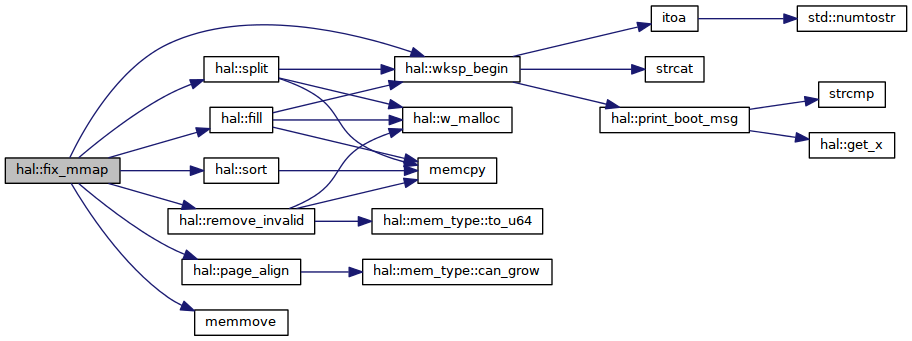 hal::fix_mmap
hal::split
hal::fill
hal::sort
hal::remove_invalid
hal::page_align
memmove
hal::wksp_begin
hal::w_malloc
memcpy
hal::mem_type::to_u64
hal::mem_type::can_grow
itoa
strcat
hal::print_boot_msg
std::numtostr
strcmp
hal::get_x